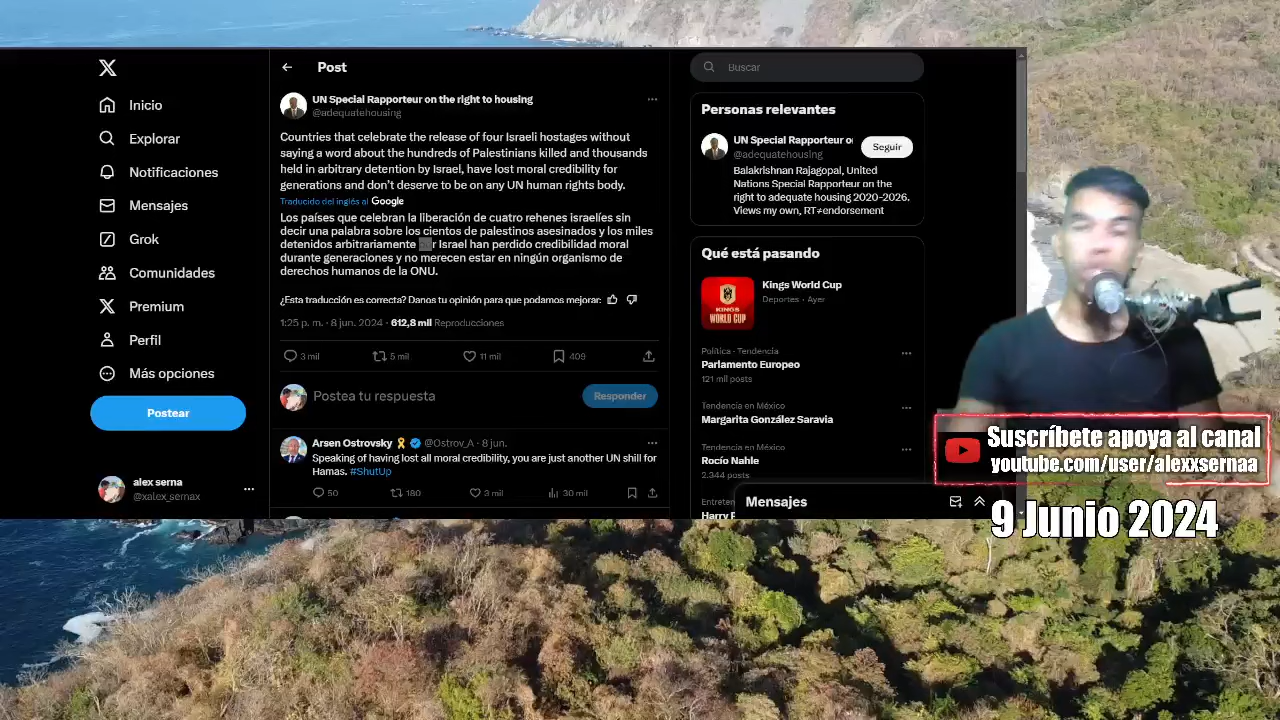 Post
Buscar
Inicio
Explorar
Notificaciones
Mensajes
Grok
Comunidades
Premium
Perfil
Más opciones
Postear
alex serna
@xalex_sernax
UN Special Rapporteur on the right to housing
@adequatehousing
Countries that celebrate the release of four Israeli hostages without
saying a word about the hundreds of Palestinians killed and thousands
held in arbitrary detention by Israel, have lost moral credibility for
generations and don't deserve to be on any UN human rights body.
Traducido del inglés al Google
Los países que celebran la liberación de cuatro rehenes israelíes sin
decir una palabra sobre los cientos de palestinos asesinados y los miles
detenidos arbitrariamente r Israel han perdido credibilidad moral
durante generaciones y no merecen estar en ningún organismo de
derechos humanos de la ONU.
¿Esta traducción es correcta? Danos tu opinión para que podamos mejorar:
1:25 p. m. · 8 jun. 2024 · 612,8 mil Reproducciones
3 mil 5 mil 11 mil 409
Postea tu respuesta
Responder
Arsen Ostrovsky @Ostrov_A · 8 jun.
Speaking of having lost all moral credibility, you are just another UN shill for
Hamas. #ShutUp
50 180 3 mil 30 mil
Personas relevantes
UN Special Rapporteur o
@adequatehousing
Seguir
Balakrishnan Rajagopal, United
Nations Special Rapporteur on the
right to adequate housing 2020-2026.
Views my own, RT≠endorsement
Qué está pasando
Kings World Cup
Deportes · Ayer
KINGS
WORLD CUP
Política · Tendencia
Parlamento Europeo
121 mil posts
Tendencia en México
Margarita González Saravia
Tendencia en México
Rocío Nahle
2.344 posts
Entreten
Harry
Mensajes
Suscríbete apoya al canal
youtube.com/user/alexxsernaa
9 Junio 2024